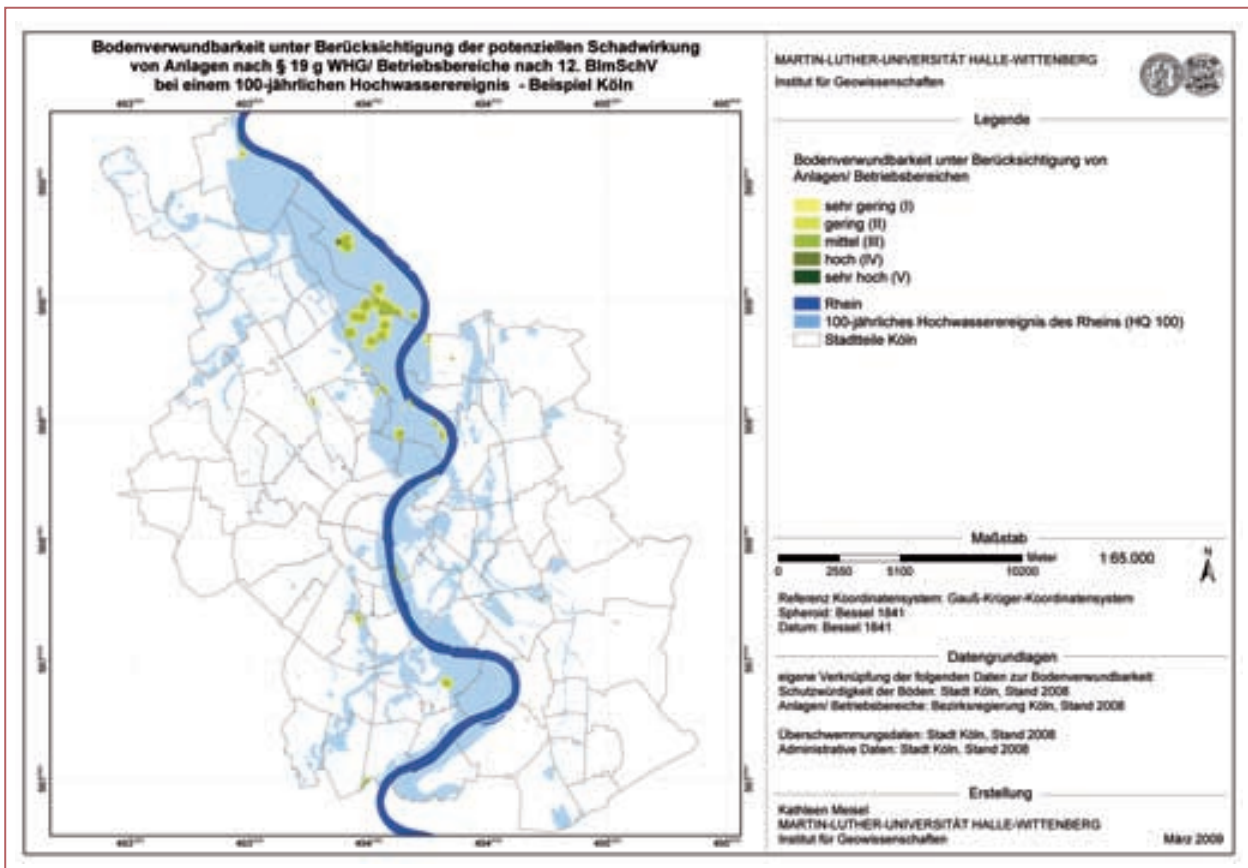 Bodenverwundbarkeit unter Berücksichtigung der potenziellen Schadwirkung
von Anlagen nach § 19 g WHG/ Betriebsbereiche nach 12. BImSchV
bei einem 100-jährlichen Hochwasserereignis - Beispiel Köln
MARTIN-LUTHER-UNIVERSITÄT HALLE-WITTENBERG
Institut für Geowissenschaften
Legende
Bodenverwundbarkeit unter Berücksichtigung von
Anlagen/ Betriebsbereichen
sehr gering (I)
gering (II)
mittel (III)
hoch (IV)
sehr hoch (V)
Rhein
100-jährliches Hochwasserereignis des Rheins (HQ 100)
Stadtteile Köln
Maßstab
Meter 1:65.000
0 2550 5100 10200
N
Referenz Koordinatensystem: Gauß-Krüger-Koordinatensystem
Spheroid: Bessel 1841
Datum: Bessel 1841
Datengrundlagen
eigene Verknüpfung der folgenden Daten zur Bodenverwundbarkeit:
Schutzwürdigkeit der Böden: Stadt Köln, Stand 2008
Anlagen/ Betriebsbereiche: Bezirksregierung Köln, Stand 2008
Überschwemmungsdaten: Stadt Köln, Stand 2008
Administrative Daten: Stadt Köln, Stand 2008
Erstellung
Kathleen Meisel
MARTIN-LUTHER-UNIVERSITÄT HALLE-WITTENBERG
Institut für Geowissenschaften März 2009